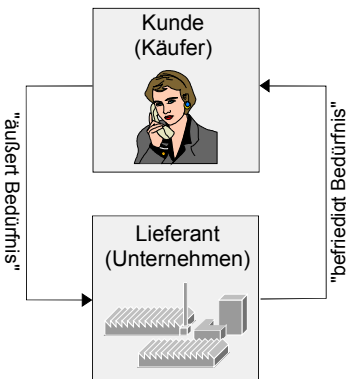 Kunde
(Käufer)
"äußert Bedürfnis"
"befriedigt Bedürfnis"
Lieferant
(Unternehmen)